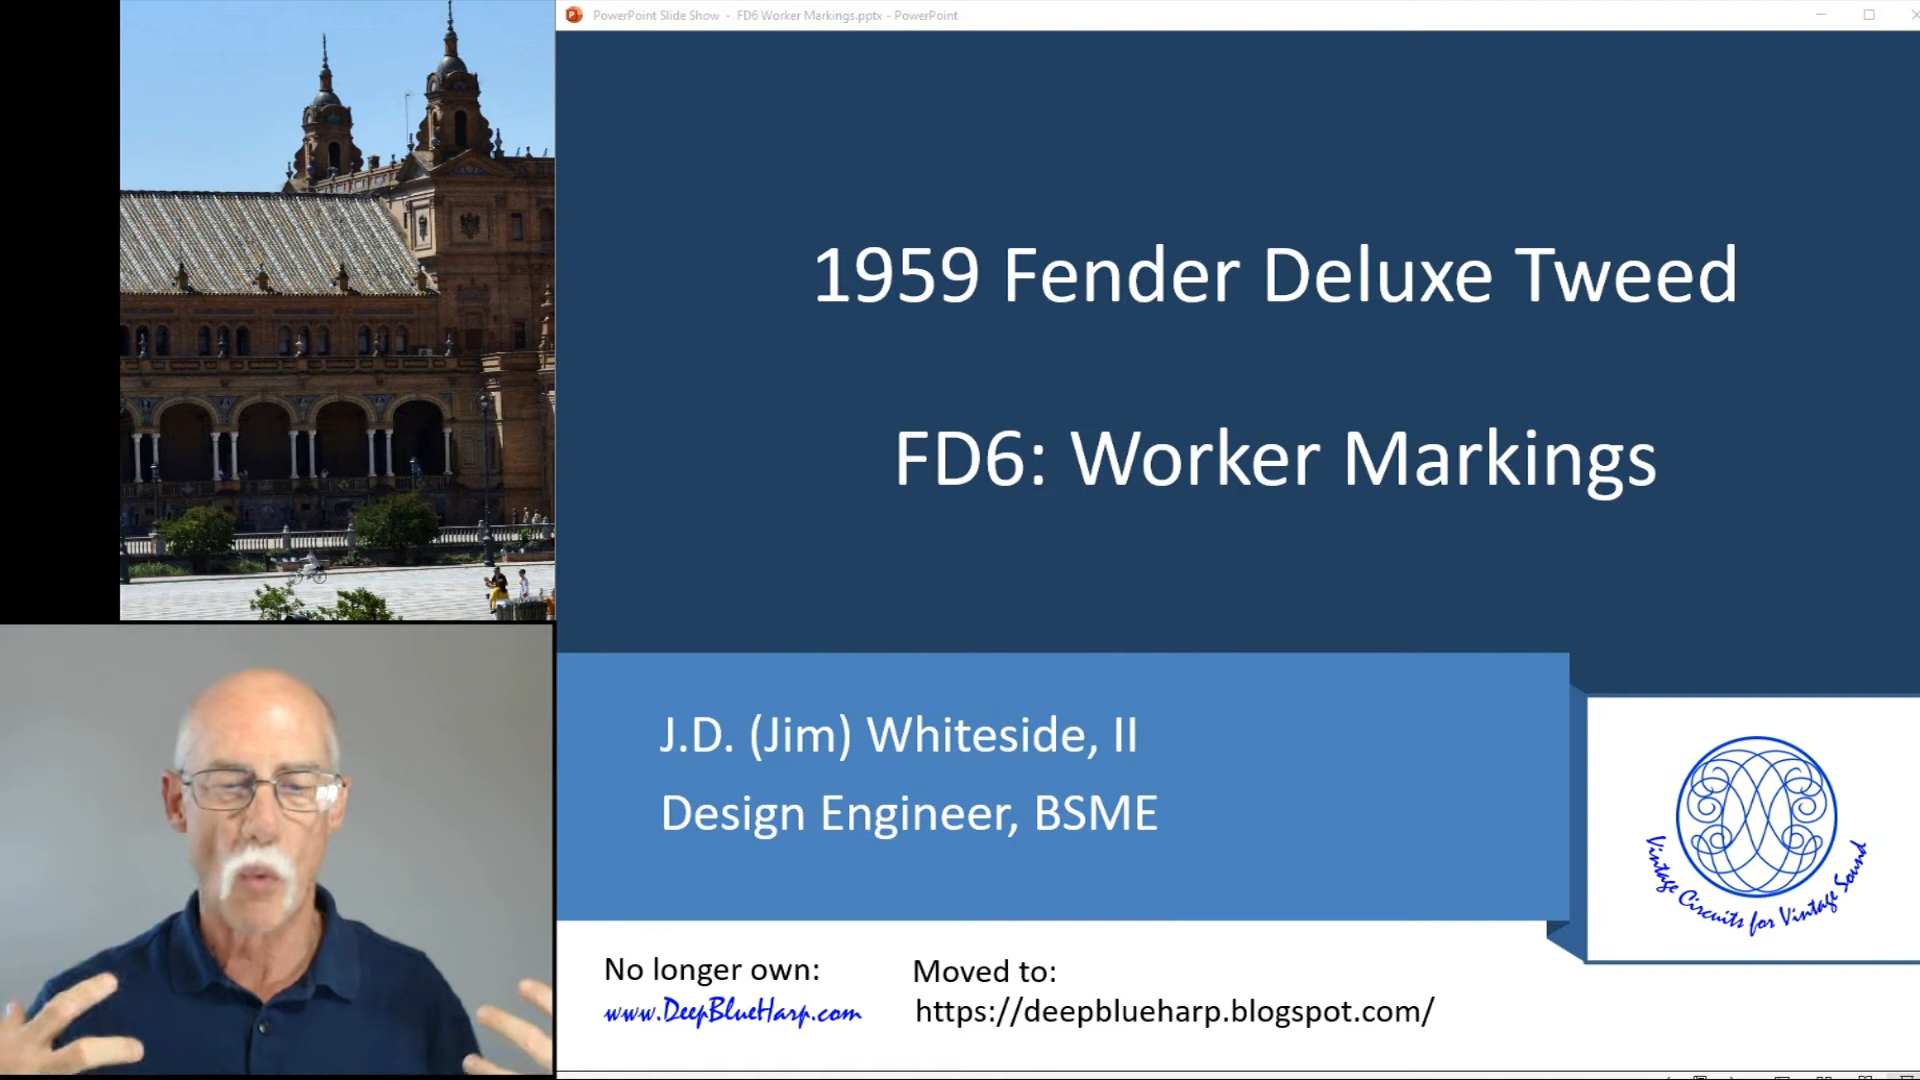 PowerPoint Slide Show - FD6 Worker Markings.pptx - PowerPoint
1959 Fender Deluxe Tweed
FD6: Worker Markings
J.D. (Jim) Whiteside, II
Design Engineer, BSME
Vintage Circuits for Vintage Sound
No longer own:
www.DeepBlueHarp.com
Moved to:
https://deepblueharp.blogspot.com/